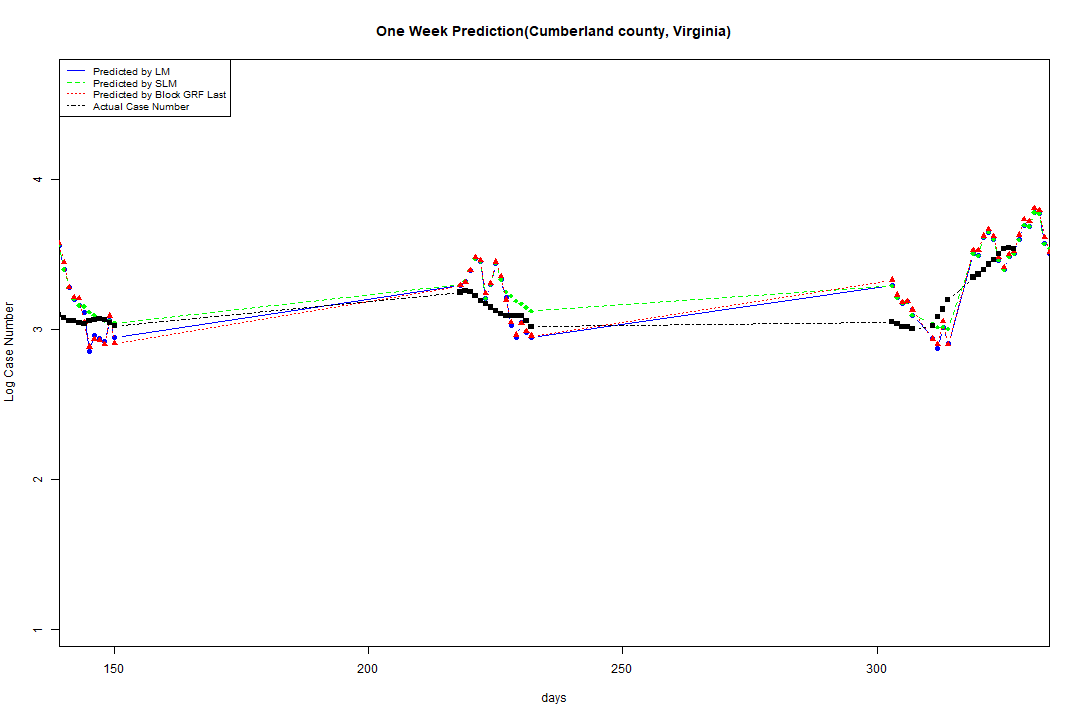 One Week Prediction(Cumberland county, Virginia)
Predicted by LM
Predicted by SLM
Predicted by Block GRF Last
Actual Case Number
4
3
2
1
Log Case Number
150
200
250
300
days